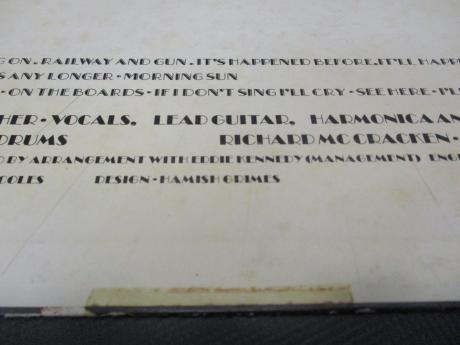 G ON . RAILWAY AND GUN . IT'S HAPPENED BEFORE, IT'LL HAPP
S ANY LONGER - MORNING SUN
- ON THE BOARDS - IF I DON'T SING I'LL CRY - SEE HERE - I'L
HER - VOCALS, LEAD GUITAR, HARMONICA AN
DRUMS RICHARD MC CRACKEN -
D BY ARRANGEMENT WITH EDDIE KENNEDY (MANAGEMENT) ENG
COLES DESIGN - HAMISH GRIMES